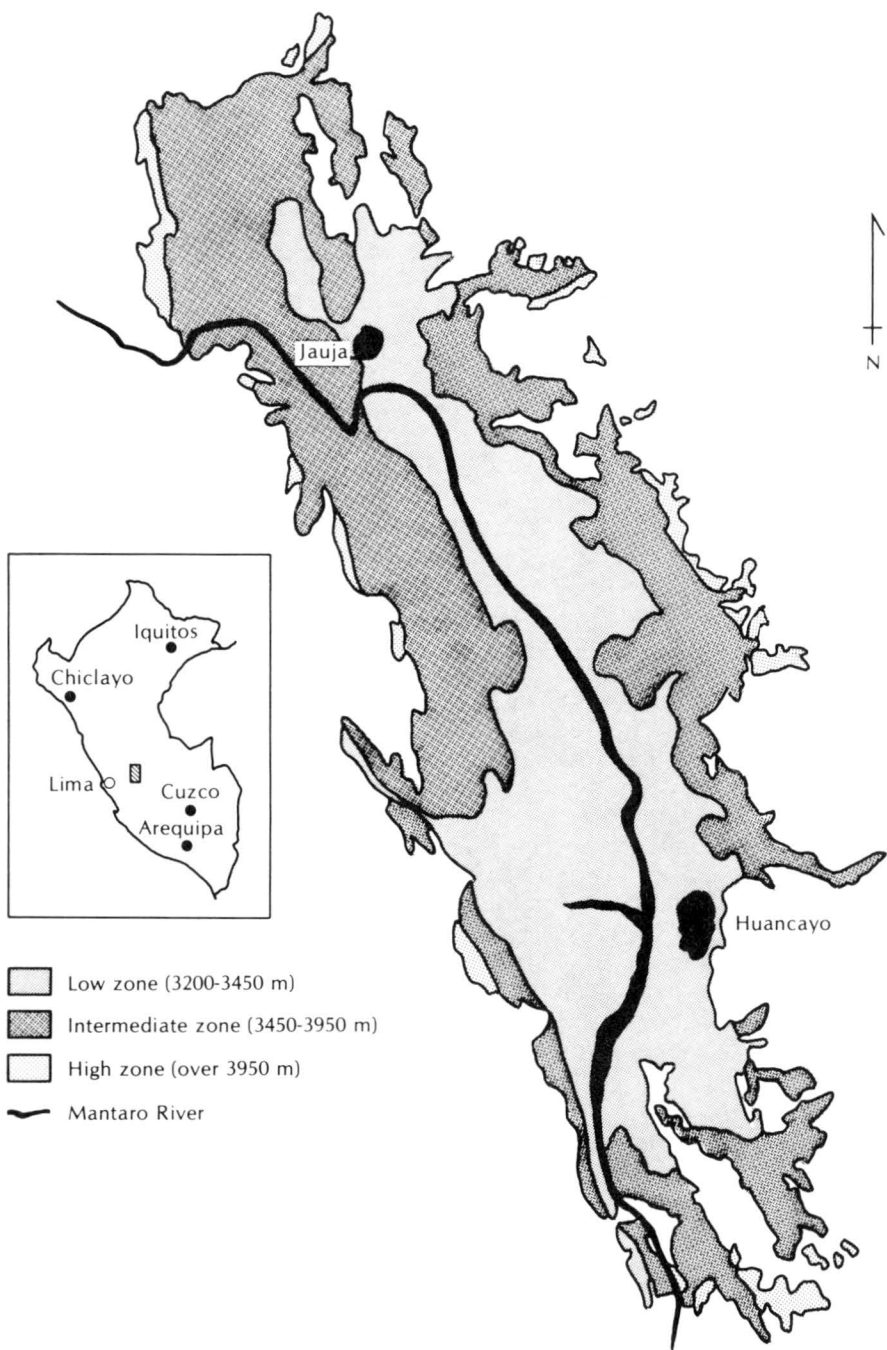 Jauja
N
Iquitos
Chiclayo
Lima
Cuzco
Arequipa
Huancayo
Low zone (3200-3450 m)
Intermediate zone (3450-3950 m)
High zone (over 3950 m)
Mantaro River